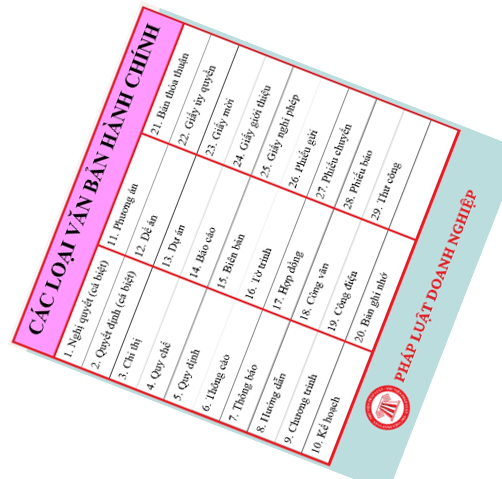 CÁC LOẠI VĂN BẢN HÀNH CHÍNH
1. Nghị quyết (cá biệt)
2. Quyết định (cá biệt)
3. Chỉ thị
4. Quy chế
5. Quy định
6. Thông cáo
7. Thông báo
8. Hướng dẫn
9. Chương trình
10. Kế hoạch
11. Phương án
12. Đề án
13. Dự án
14. Báo cáo
15. Biên bản
16. Tờ trình
17. Hợp đồng
18. Công văn
19. Công điện
20. Bản ghi nhớ
21. Bản thỏa thuận
22. Giấy ủy quyền
23. Giấy mời
24. Giấy giới thiệu
25. Giấy nghỉ phép
26. Phiếu gửi
27. Phiếu chuyển
28. Phiếu báo
29. Thư công
PHÁP LUẬT DOANH NGHIỆP